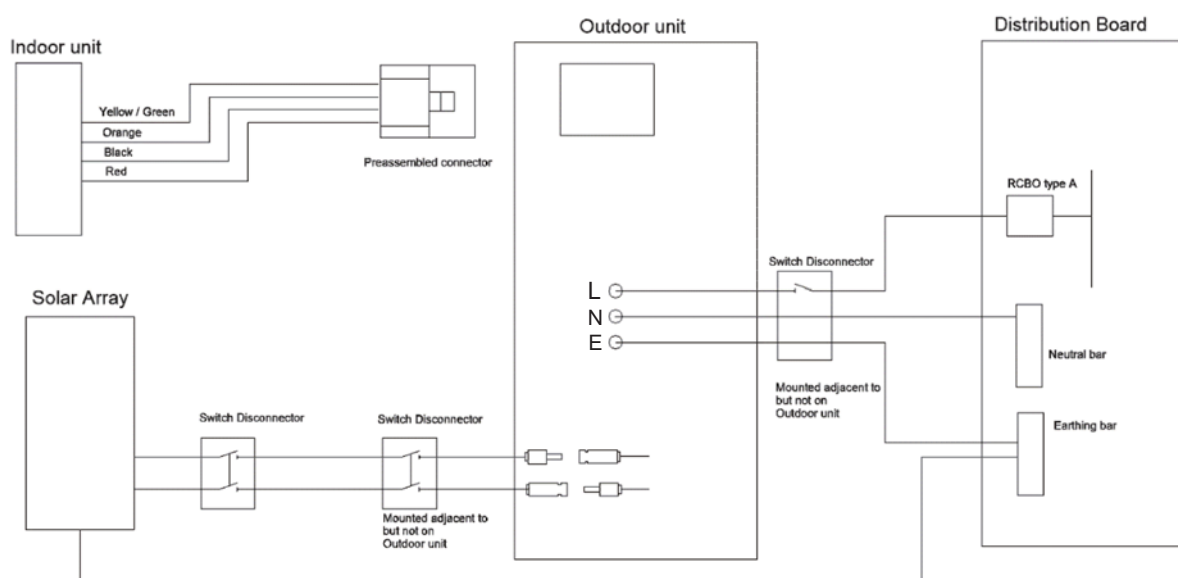 Outdoor unit
Distribution Board
Indoor unit
Yellow / Green
Orange
Black
Red
Preassembled connector
RCBO type A
Switch Disconnector
L
N
E
Solar Array
Neutral bar
Mounted adjacent to
but not on
Outdoor unit
Earthing bar
Switch Disconnector
Switch Disconnector
Mounted adjacent to
but not on
Outdoor unit